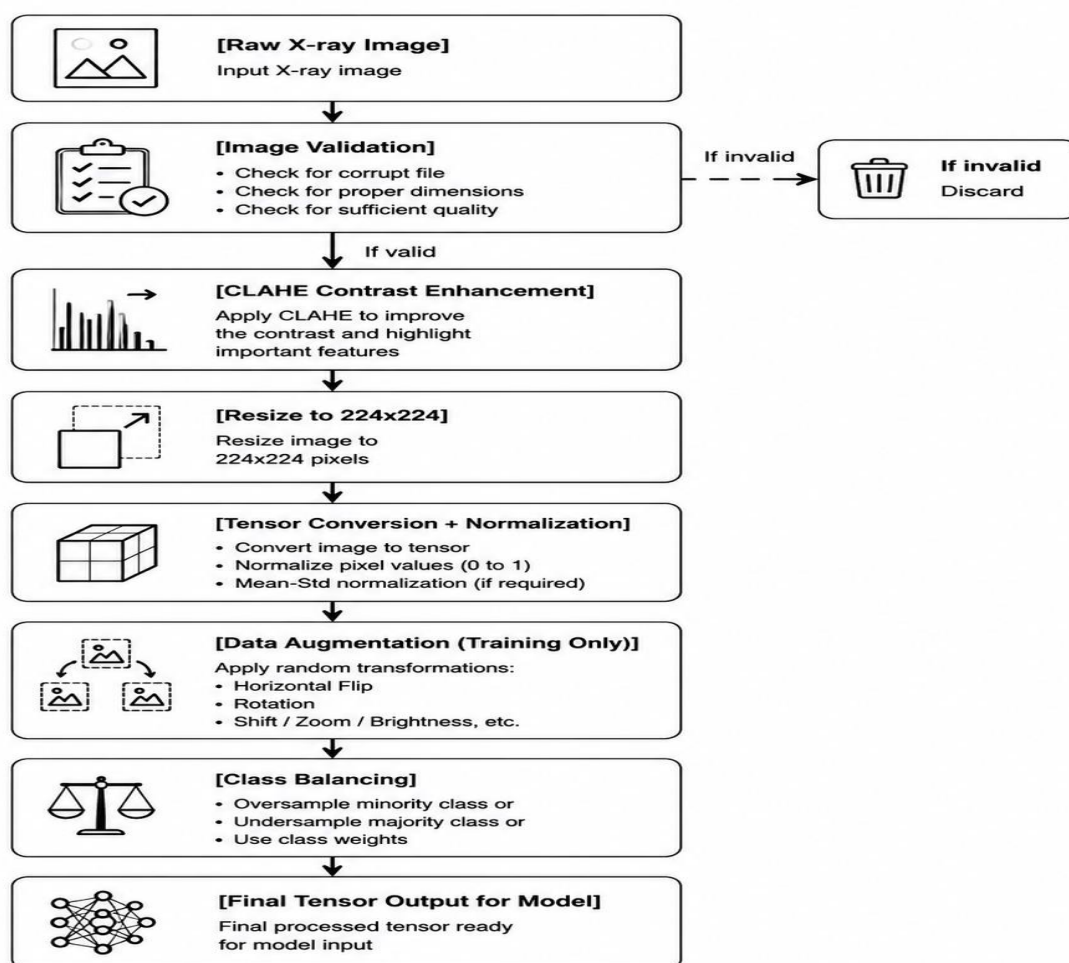 [Raw X-ray Image]
Input X-ray image
[Image Validation]
• Check for corrupt file
• Check for proper dimensions
• Check for sufficient quality
If invalid
If invalid
Discard
If valid
[CLAHE Contrast Enhancement]
Apply CLAHE to improve
the contrast and highlight
important features
[Resize to 224x224]
Resize image to
224x224 pixels
[Tensor Conversion + Normalization]
• Convert image to tensor
• Normalize pixel values (0 to 1)
• Mean-Std normalization (if required)
[Data Augmentation (Training Only)]
Apply random transformations:
• Horizontal Flip
• Rotation
• Shift / Zoom / Brightness, etc.
[Class Balancing]
• Oversample minority class or
• Undersample majority class or
• Use class weights
[Final Tensor Output for Model]
Final processed tensor ready
for model input